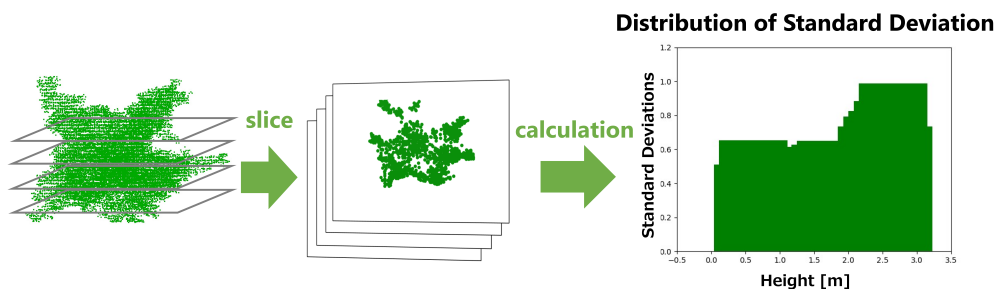 Distribution of Standard Deviation
slice
calculation
Standard Deviations
1.2
1.0
0.8
0.6
0.4
0.2
0.0
-0.5 0.0 0.5 1.0 1.5 2.0 2.5 3.0 3.5
Height [m]